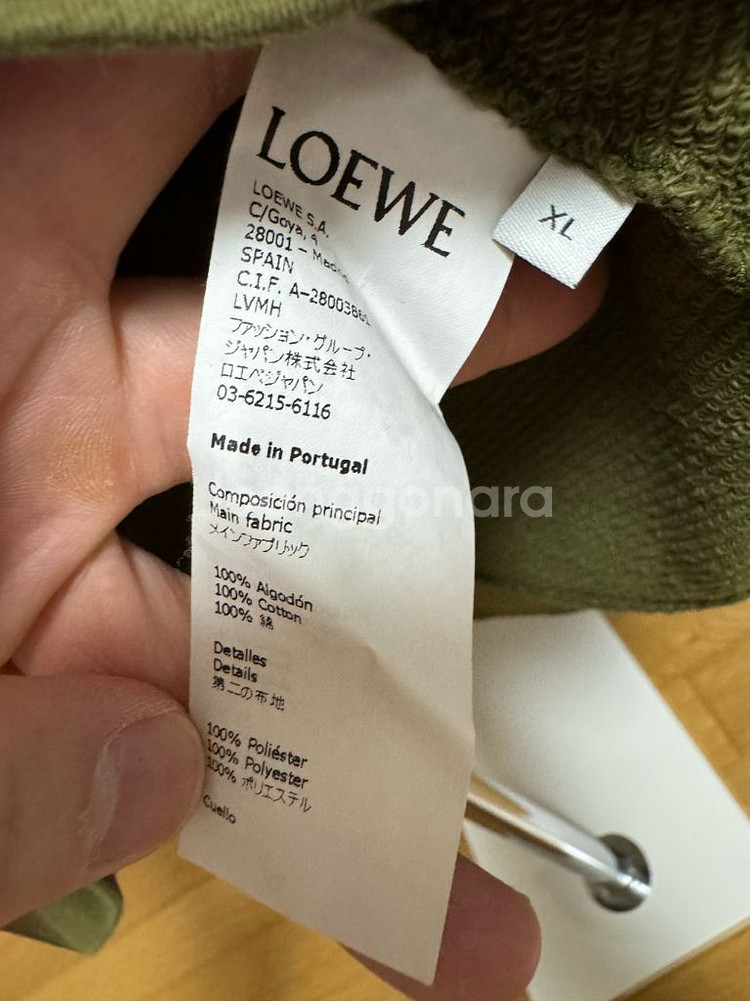 LOEWE
XL
LOEWE S.A.
C/Goya, 4
28001 – Madrid
SPAIN
C.I.F. A-28003861
LVMH
ファッション・グループ・
ジャパン株式会社
ロエベジャパン
03-6215-6116
Made in Portugal
Composición principal
Main fabric
メインファブリック
100% Algodón
100% Cotton
100% 綿
Detalles
Details
第二の布地
100% Poliéster
100% Polyester
100% ポリエステル
Cuello